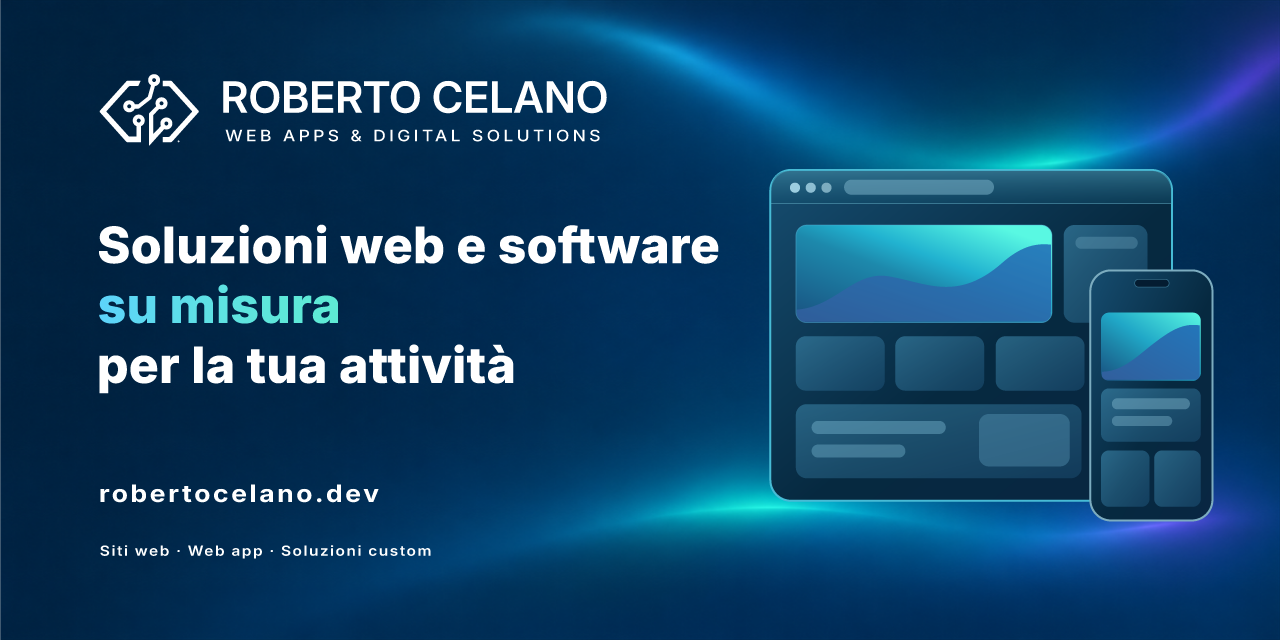 ROBERTO CELANO
WEB APPS & DIGITAL SOLUTIONS
Soluzioni web e software
su misura
per la tua attività
robertocelano.dev
Siti web · Web app · Soluzioni custom